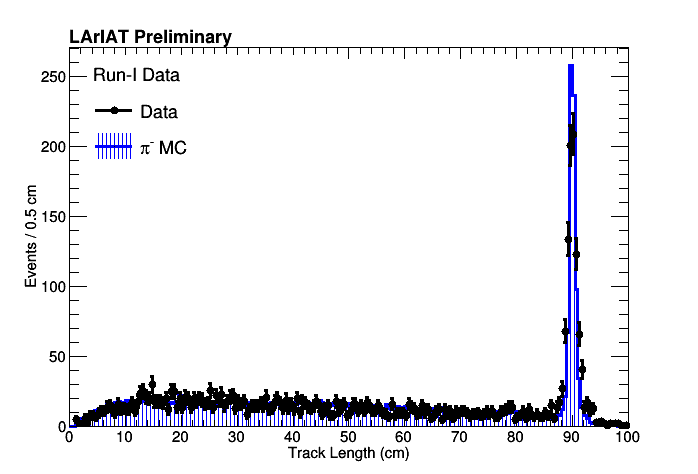 LArIAT Preliminary
Run-I Data
Data
π⁻ MC
Events / 0.5 cm
250
200
150
100
50
0
0 10 20 30 40 50 60 70 80 90 100
Track Length (cm)